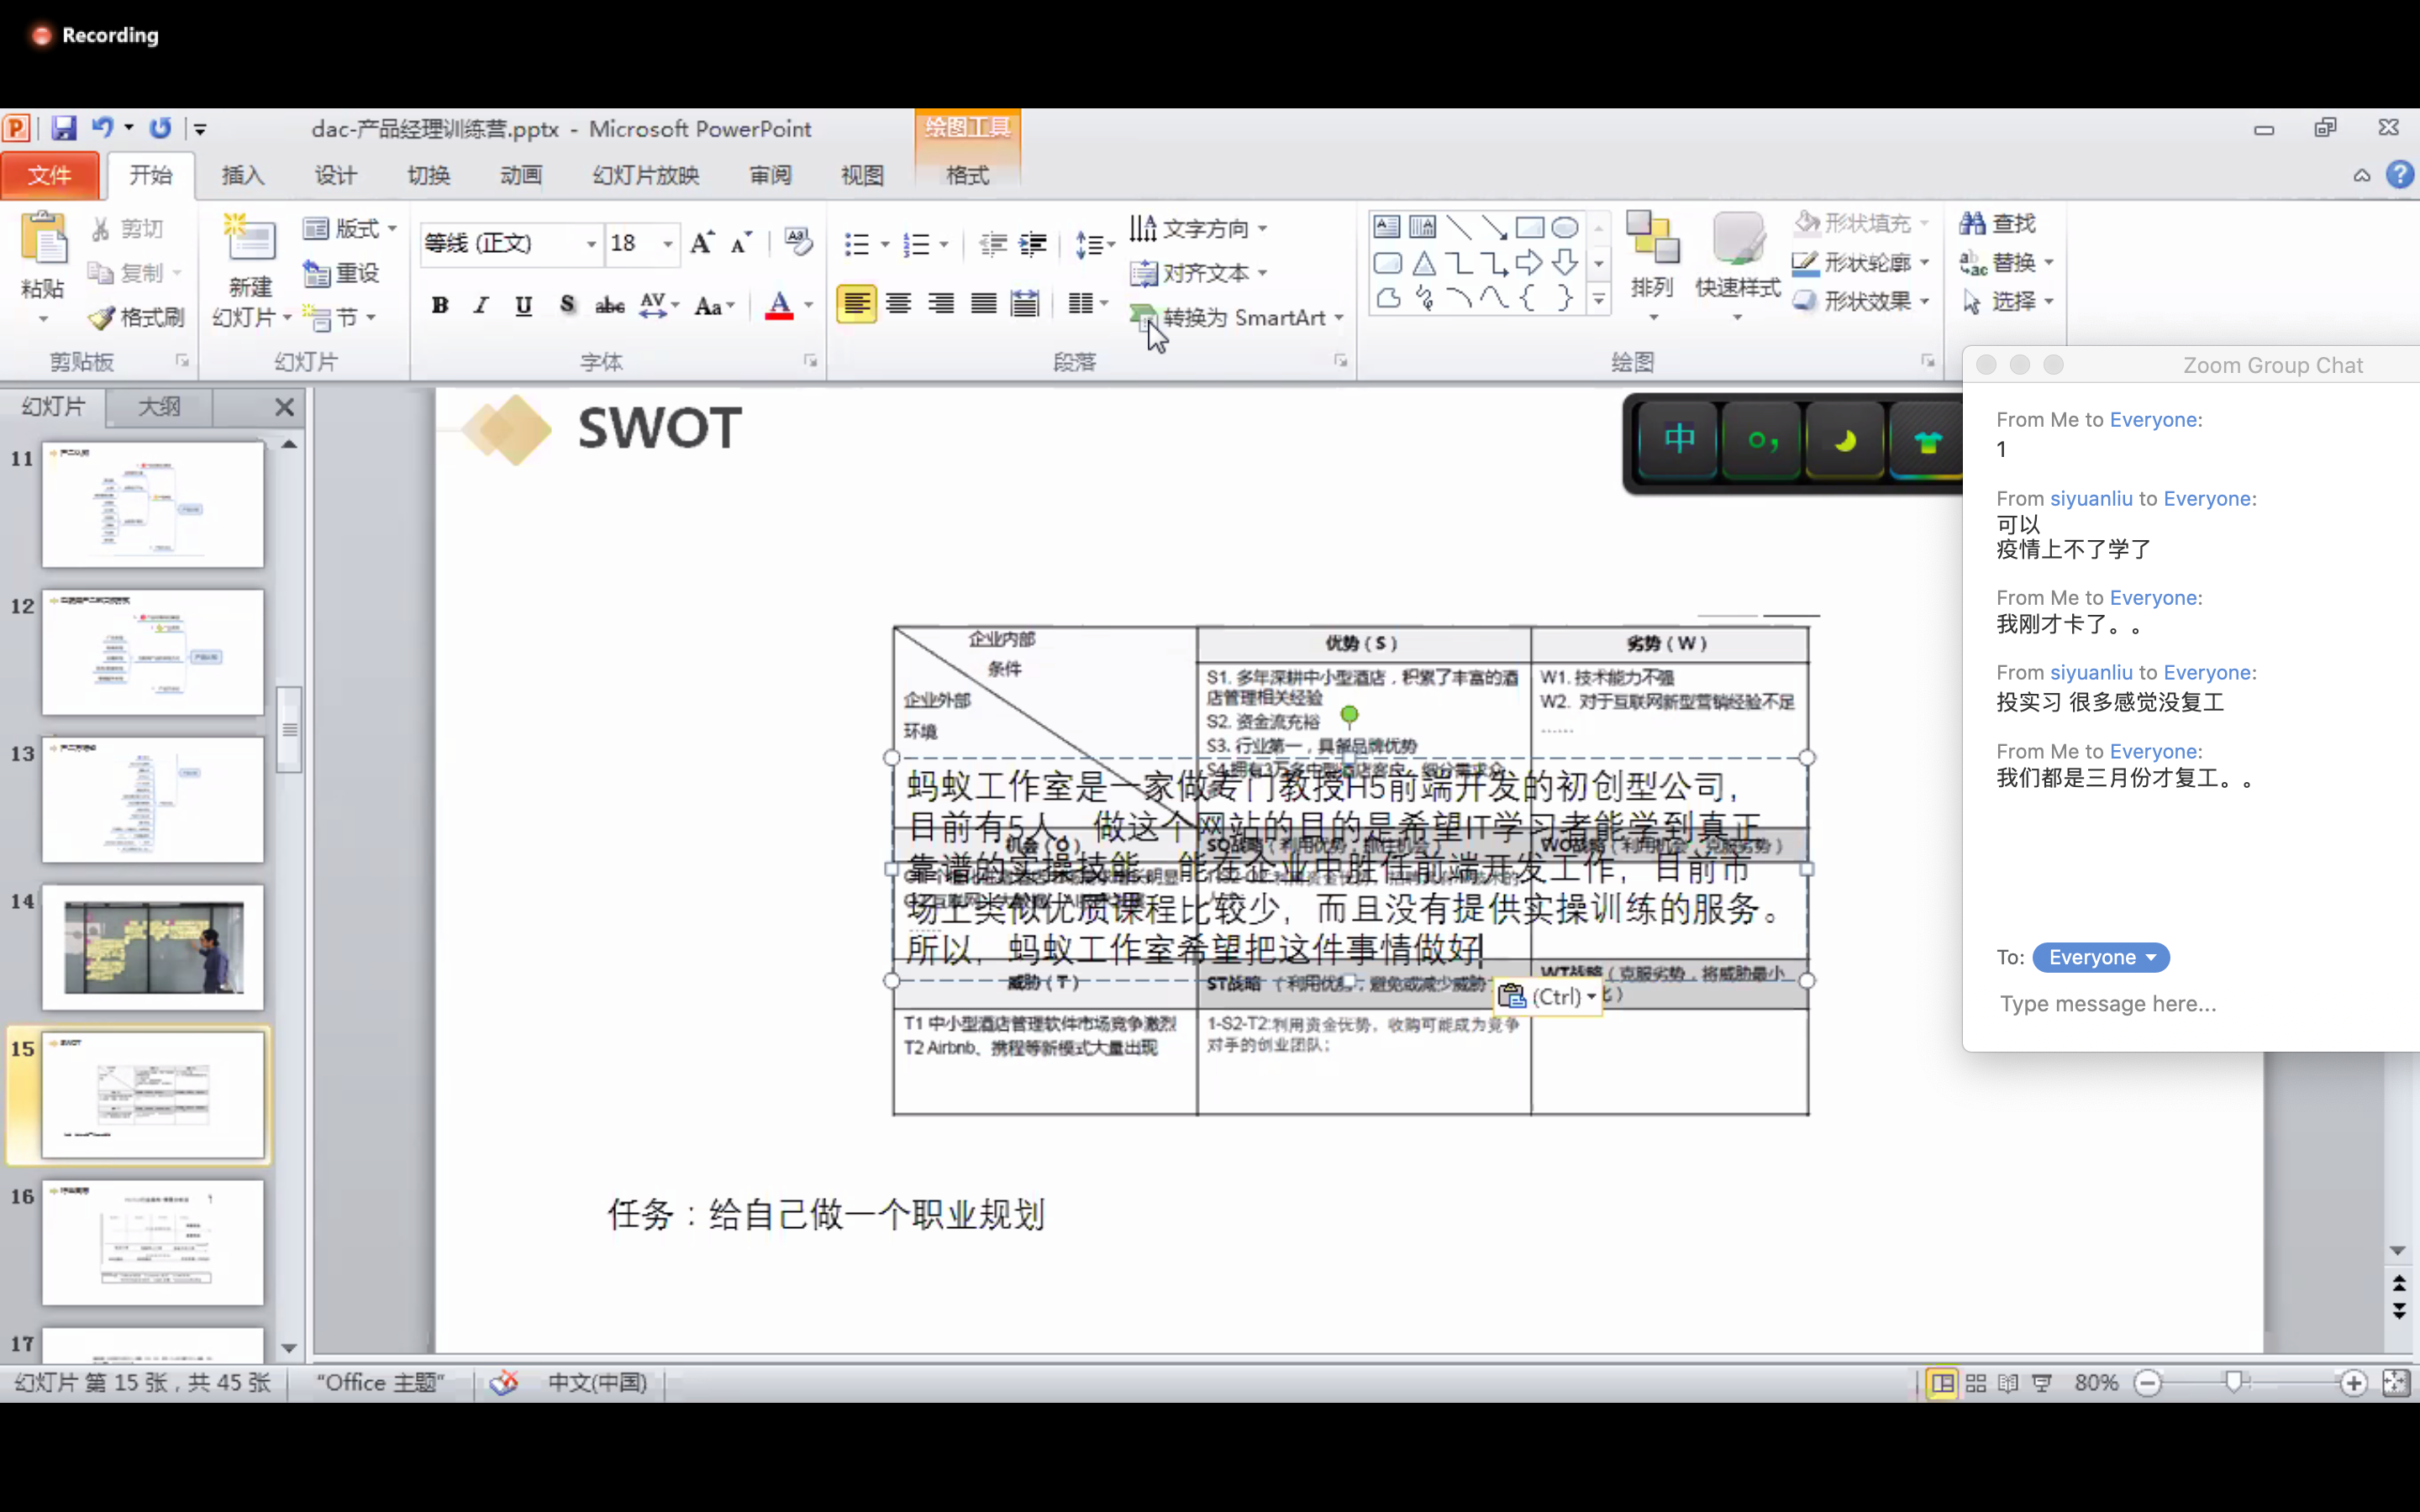 Recording
dac-产品经理训练营.pptx - Microsoft PowerPoint
绘图工具
文件 开始 插入 设计 切换 动画 幻灯片放映 审阅 视图 格式
粘贴
剪切
复制
格式刷
剪贴板
新建
幻灯片
版式
重设
节
幻灯片
等线 (正文) 18
字体
文字方向
对齐文本
转换为 SmartArt
段落
排列
快速样式
形状填充
形状轮廓
形状效果
绘图
查找
替换
选择
幻灯片 大纲
11
12
13
14
15
SWOT
16
17
SWOT
中
企业内部
条件
企业外部
环境
优势（S）
劣势（W）
S1. 多年深耕中小型酒店，积累了丰富的酒
店管理相关经验
S2. 资金流充裕
S3. 行业第一，具备品牌优势
S4.拥有3万多中型酒店客户，细分需求众
W1. 技术能力不强
W2. 对于互联网新型营销经验不足
......
蚂蚁工作室是一家做专门教授H5前端开发的初创型公司，
目前有5人，做这个网站的目的是希望IT学习者能学到真正
靠谱的实操技能，能在企业中胜任前端开发工作，目前市
场上类似优质课程比较少，而且没有提供实操训练的服务。
所以，蚂蚁工作室希望把这件事情做好
机会（O）
SO战略（利用优势，抓住机会）
WO战略（利用机会，克服劣势）
威胁（T）
ST战略 （利用优势，避免或减少威胁
WT战略（克服劣势，将威胁最小
(Ctrl)
T1 中小型酒店管理软件市场竞争激烈
T2 Airbnb、携程等新模式大量出现
1-S2-T2:利用资金优势，收购可能成为竞争
对手的创业团队；
任务：给自己做一个职业规划
Zoom Group Chat
From Me to Everyone:
1
From siyuanliu to Everyone:
可以
疫情上不了学了
From Me to Everyone:
我刚才卡了。。
From siyuanliu to Everyone:
投实习 很多感觉没复工
From Me to Everyone:
我们都是三月份才复工。。
To: Everyone
Type message here...
幻灯片 第 15 张，共 45 张 "Office 主题" 中文(中国) 80%